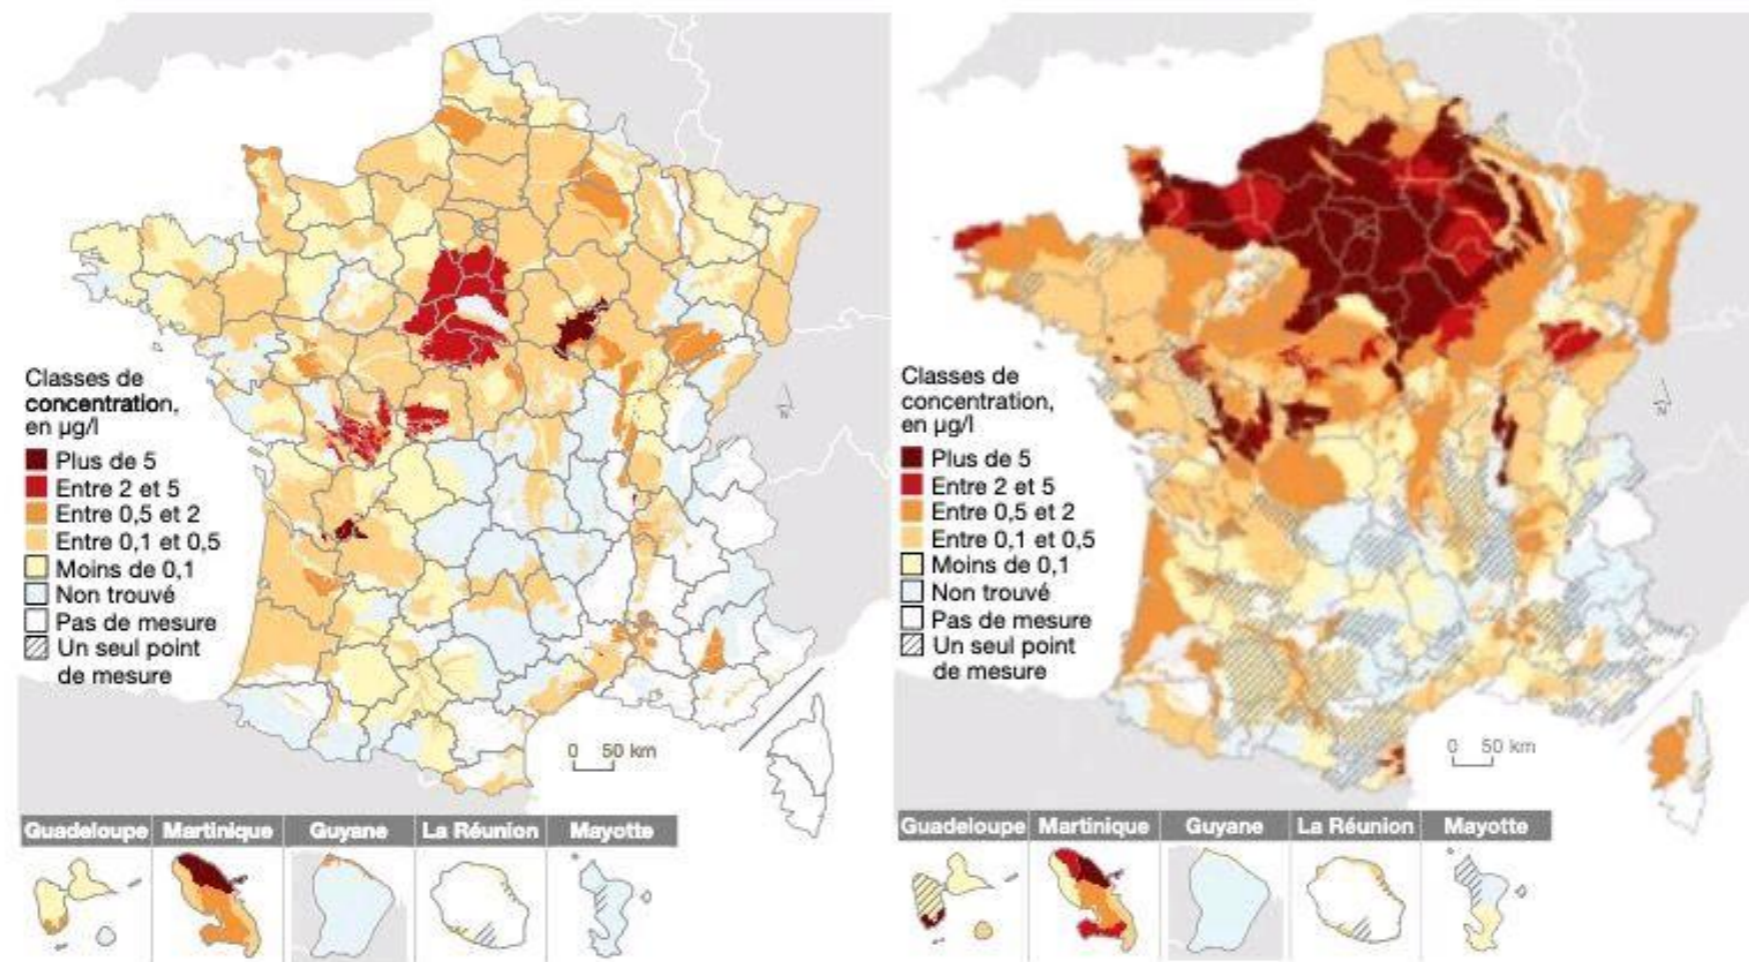 Classes de
concentration,
en µg/l
Plus de 5
Entre 2 et 5
Entre 0,5 et 2
Entre 0,1 et 0,5
Moins de 0,1
Non trouvé
Pas de mesure
Un seul point
de mesure
N
0 50 km
Guadeloupe Martinique Guyane La Réunion Mayotte
Classes de
concentration,
en µg/l
Plus de 5
Entre 2 et 5
Entre 0,5 et 2
Entre 0,1 et 0,5
Moins de 0,1
Non trouvé
Pas de mesure
Un seul point
de mesure
N
0 50 km
Guadeloupe Martinique Guyane La Réunion Mayotte